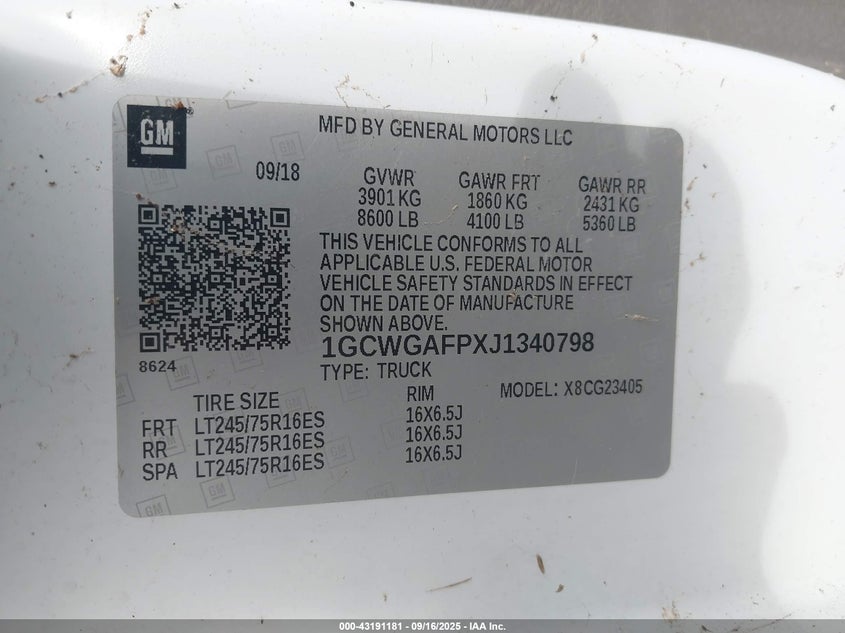 GM
MFD BY GENERAL MOTORS LLC
09/18
GVWR GAWR FRT GAWR RR
3901 KG 1860 KG 2431 KG
8600 LB 4100 LB 5360 LB
THIS VEHICLE CONFORMS TO ALL
APPLICABLE U.S. FEDERAL MOTOR
VEHICLE SAFETY STANDARDS IN EFFECT
ON THE DATE OF MANUFACTURE
SHOWN ABOVE.
1GCWGAFPXJ1340798
8624
TYPE: TRUCK
MODEL: X8CG23405
TIRE SIZE RIM
FRT LT245/75R16ES 16X6.5J
RR LT245/75R16ES 16X6.5J
SPA LT245/75R16ES 16X6.5J
000-43191181 - 09/16/2025 - IAA Inc.